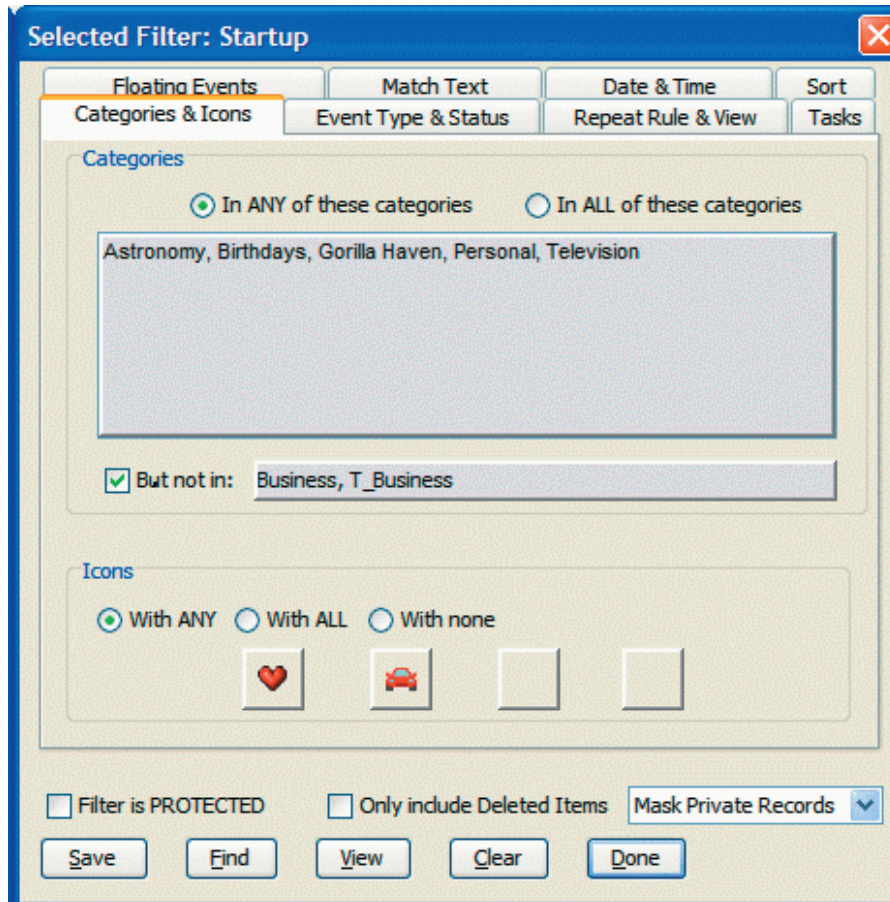 Selected Filter: Startup
Floating Events Match Text Date & Time Sort
Categories & Icons Event Type & Status Repeat Rule & View Tasks
Categories
In ANY of these categories In ALL of these categories
Astronomy, Birthdays, Gorilla Haven, Personal, Television
But not in: Business, T_Business
Icons
With ANY With ALL With none
Filter is PROTECTED Only include Deleted Items Mask Private Records
Save Find View Clear Done